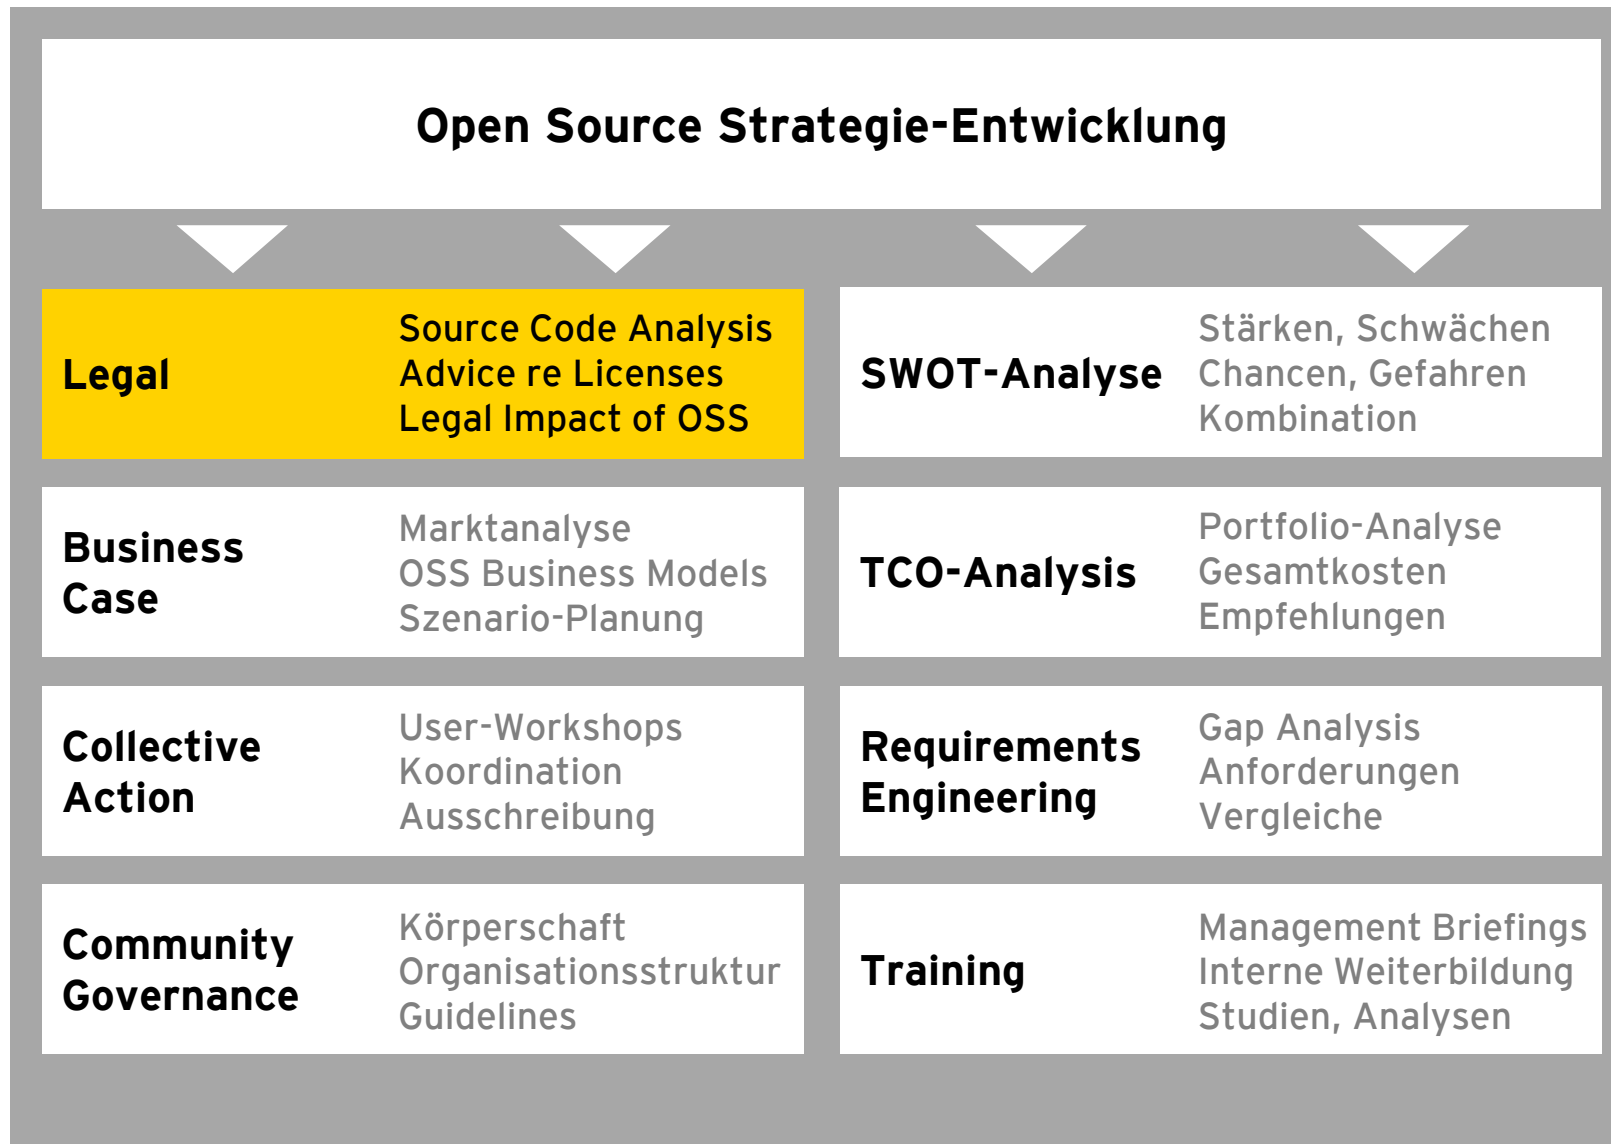 Open Source Strategie-Entwicklung
Legal
Source Code Analysis
Advice re Licenses
Legal Impact of OSS
SWOT-Analyse
Stärken, Schwächen
Chancen, Gefahren
Kombination
Business
Case
Marktanalyse
OSS Business Models
Szenario-Planung
TCO-Analysis
Portfolio-Analyse
Gesamtkosten
Empfehlungen
Collective
Action
User-Workshops
Koordination
Ausschreibung
Requirements
Engineering
Gap Analysis
Anforderungen
Vergleiche
Community
Governance
Körperschaft
Organisationsstruktur
Guidelines
Training
Management Briefings
Interne Weiterbildung
Studien, Analysen